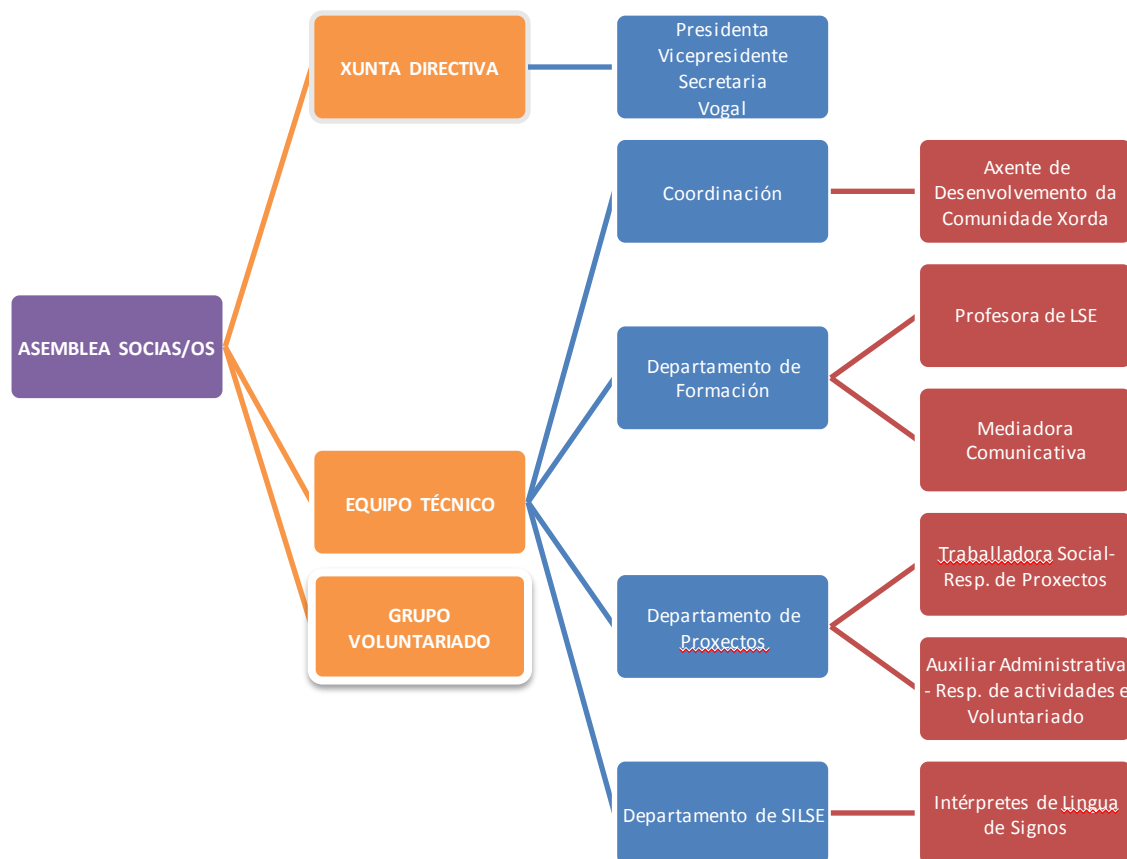 XUNTA DIRECTIVA
Presidenta
Vicepresidente
Secretaria
Vogal
Coordinación
Axente de
Desenvolvemento da
Comunidade Xorda
ASEMBLEA SOCIAS/OS
Departamento de
Formación
Profesora de LSE
Mediadora
Comunicativa
EQUIPO TÉCNICO
GRUPO
VOLUNTARIADO
Departamento de
Proxectos
Traballadora Social-
Resp. de Proxectos
Auxiliar Administrativa
- Resp. de actividades e
Voluntariado
Departamento de SILSE
Intérpretes de Lingua
de Signos